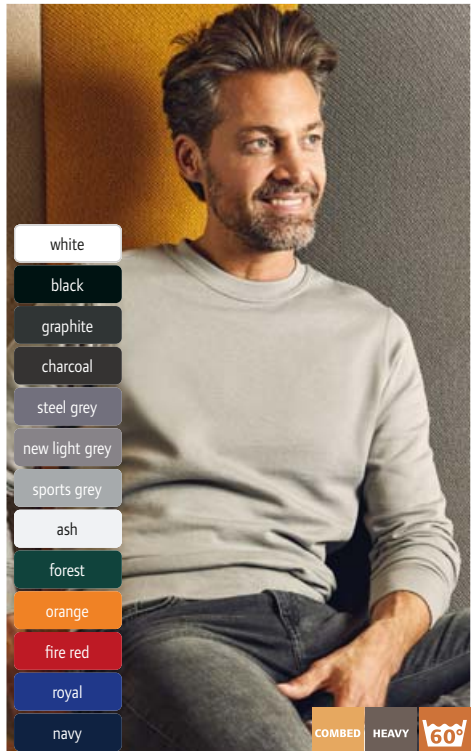 white
black
graphite
charcoal
steel grey
new light grey
sports grey
ash
forest
orange
fire red
royal
navy
COMBED HEAVY 60°